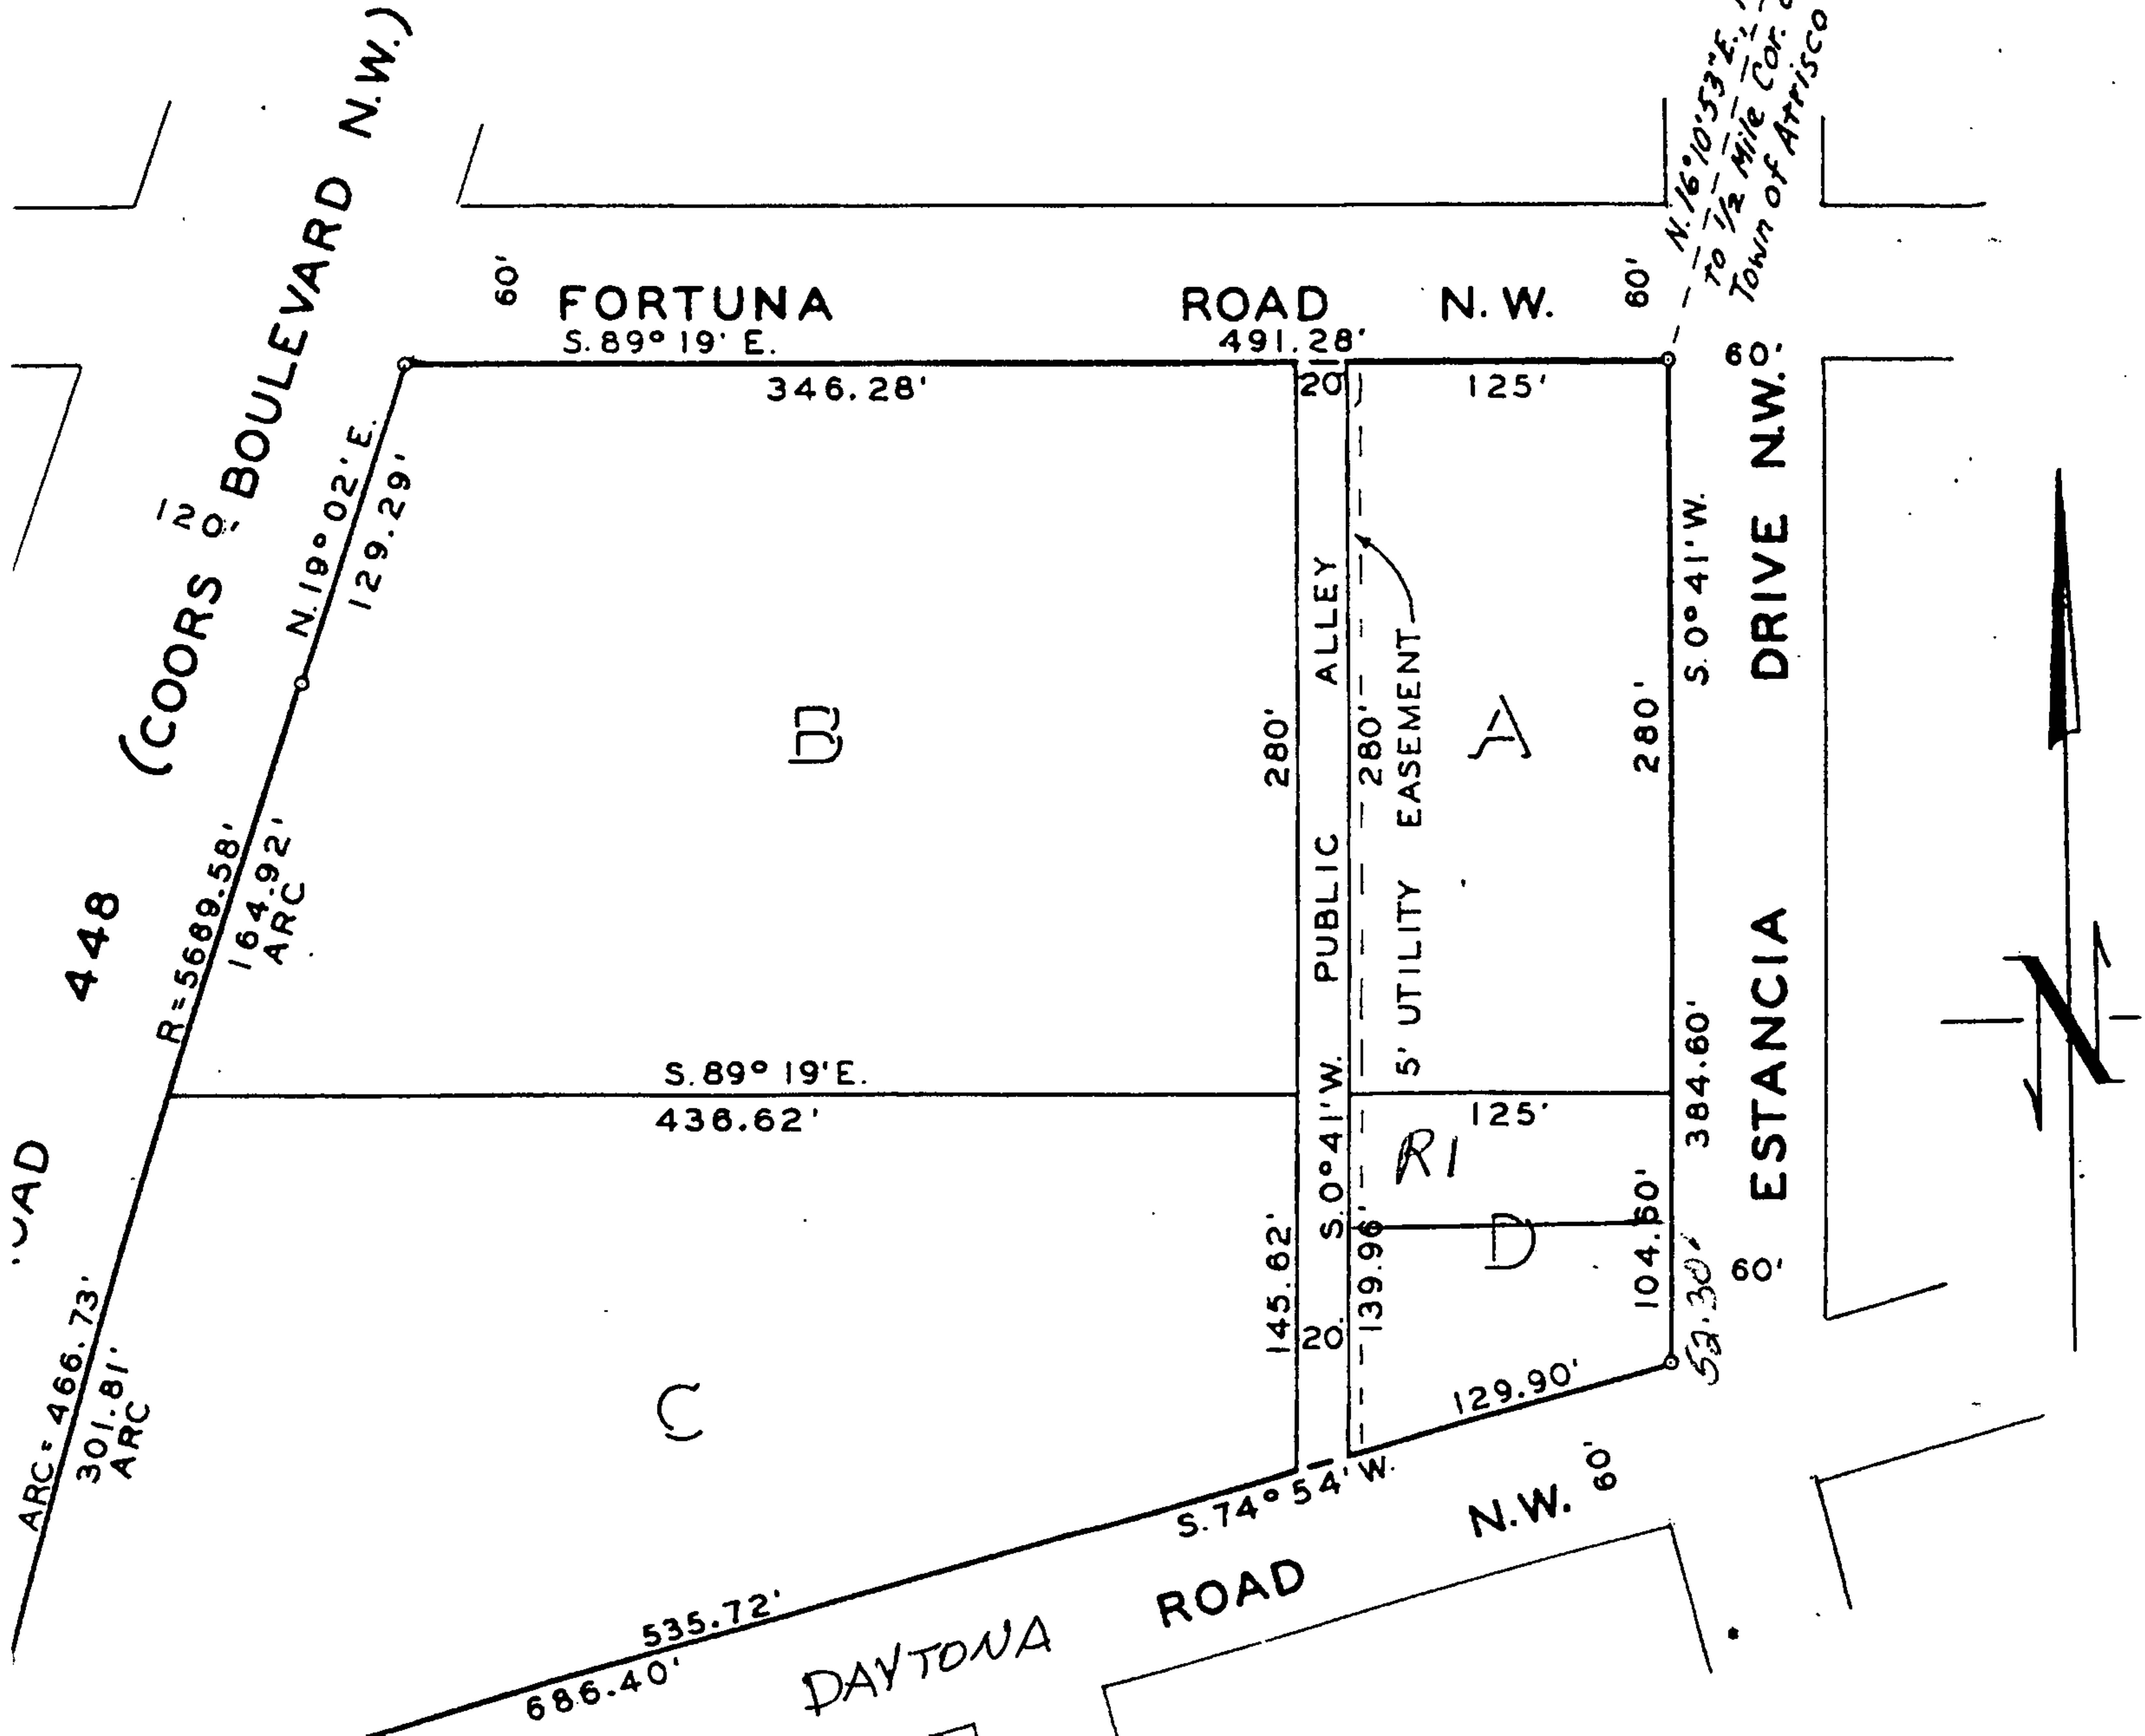 N.16°10'53"E.,
to 1/2 Mile Cor.
Town of Atrisco
(COORS BOULEVARD N.W.)
120'
448
60'
FORTUNA ROAD N.W.
60'
S.89° 19' E.
491.28'
346.28'
20'
125'
60'
N.19° 02' E.
129.29'
R=5689.58'
164.92'
ARC
B
280'
PUBLIC ALLEY
280'
5' UTILITY EASEMENT
A
280'
S.0° 41' W.
384.60'
ESTANCIA DRIVE N.W.
N
S.89° 19' E.
438.62'
S.0° 41' W.
125'
R1
D
145.62'
20.
139.96'
104.60'
52.30'
60'
129.90'
ARC= 466.73'
301.81'
ARC
C
S.74° 54' W.
535.72'
686.40'
DAYTONA ROAD N.W.
60'